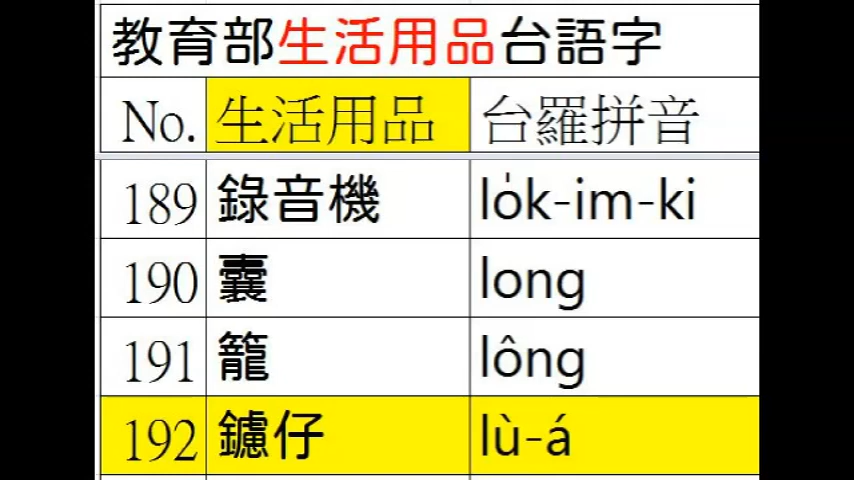 教育部生活用品台語字
No. 生活用品 台羅拼音
189 錄音機 lo̍k-im-ki
190 囊 long
191 籠 lông
192 鑢仔 lù-á